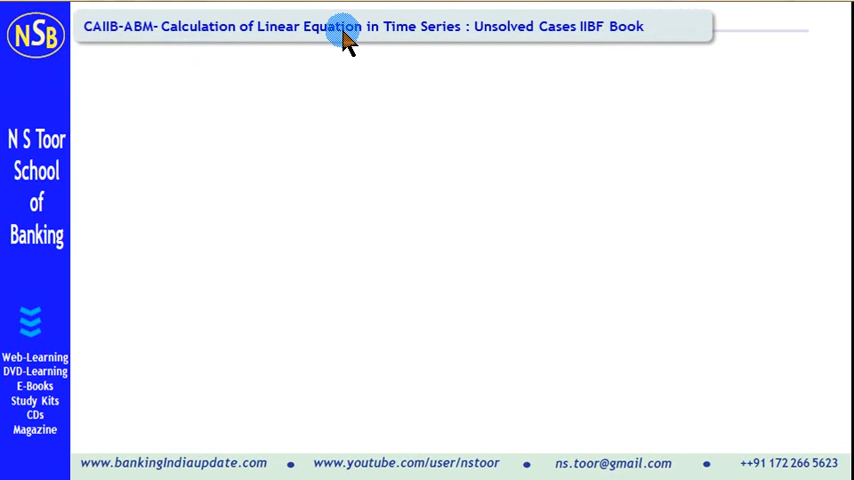 NSB
CAIIB-ABM- Calculation of Linear Equation in Time Series : Unsolved Cases IIBF Book
N S Toor
School
of
Banking
Web-Learning
DVD-Learning
E-Books
Study Kits
CDs
Magazine
www.bankingIndiaupdate.com ● www.youtube.com/user/nstoor ● ns.toor@gmail.com ● ++91 172 266 5623